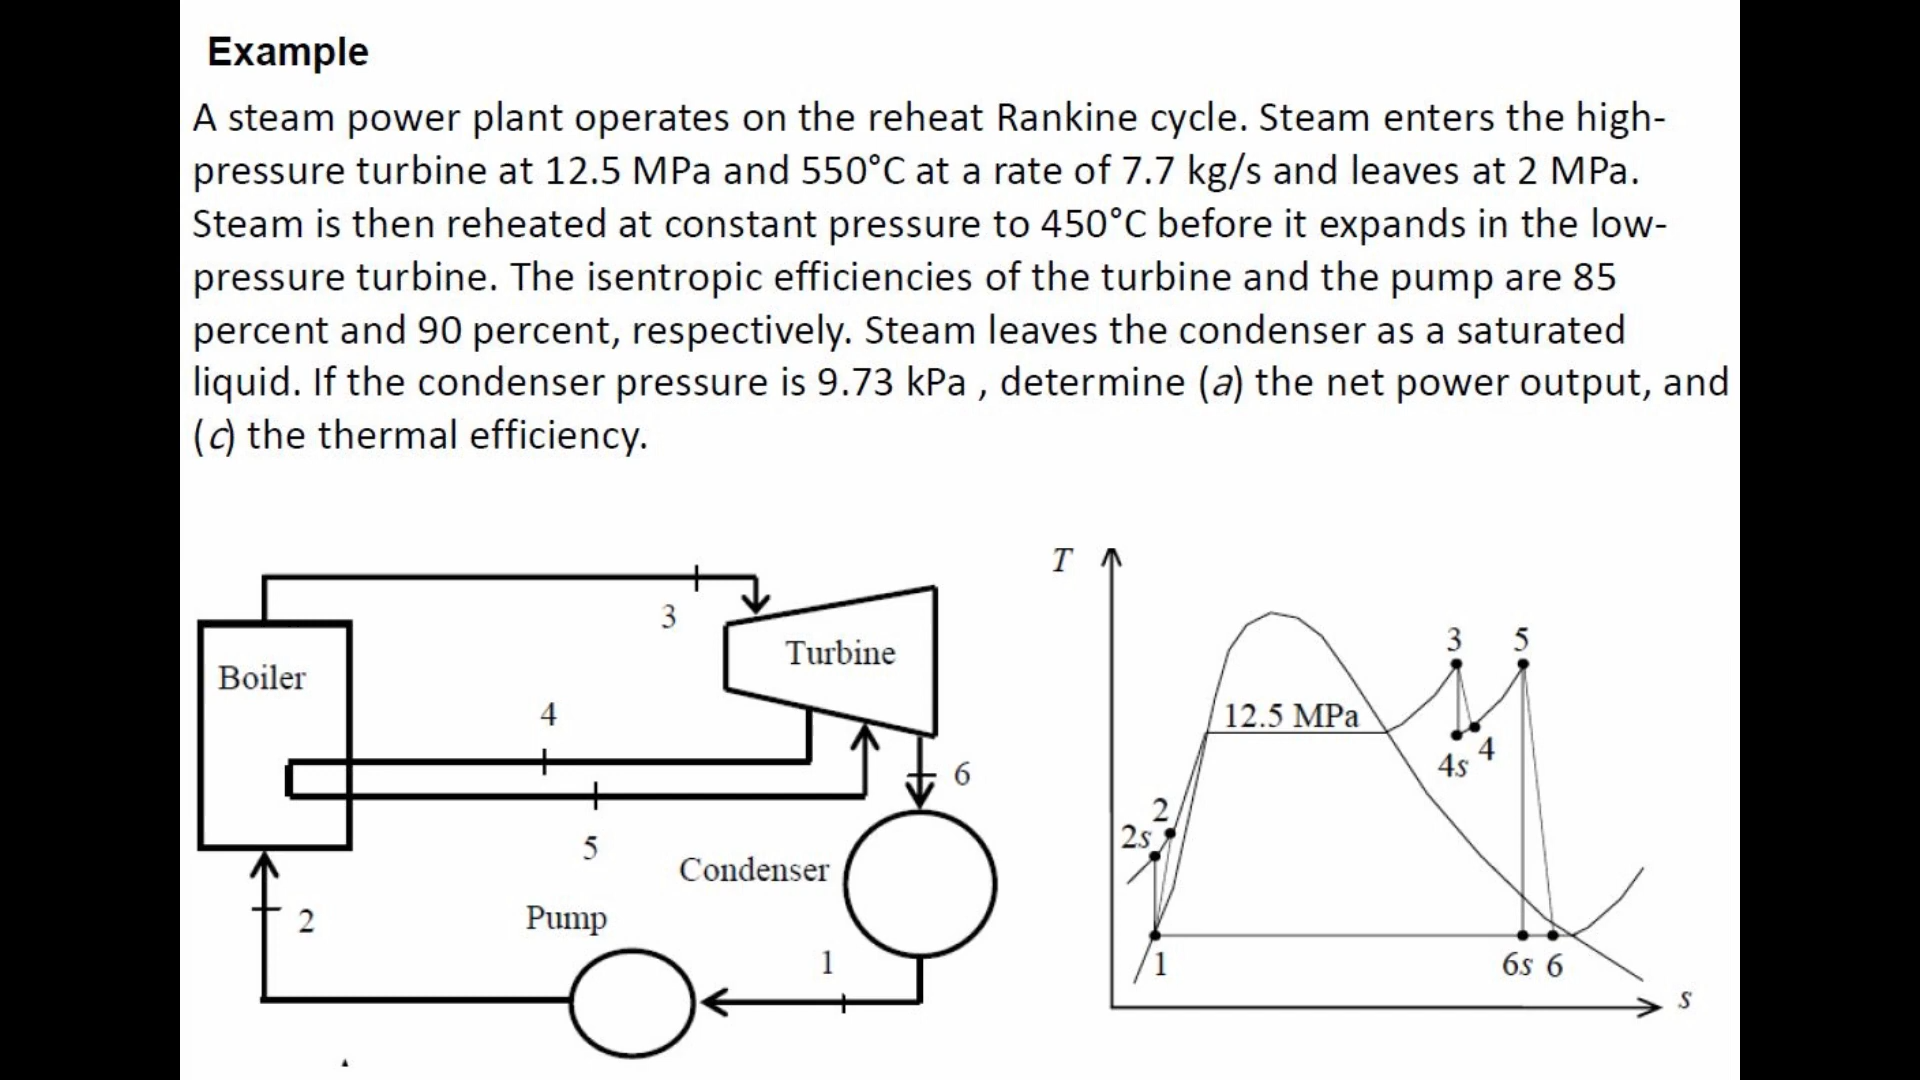 Example
A steam power plant operates on the reheat Rankine cycle. Steam enters the high-
pressure turbine at 12.5 MPa and 550°C at a rate of 7.7 kg/s and leaves at 2 MPa.
Steam is then reheated at constant pressure to 450°C before it expands in the low-
pressure turbine. The isentropic efficiencies of the turbine and the pump are 85
percent and 90 percent, respectively. Steam leaves the condenser as a saturated
liquid. If the condenser pressure is 9.73 kPa , determine (a) the net power output, and
(c) the thermal efficiency.
3
Turbine
Boiler
4
6
5
Condenser
2
Pump
1
T
3
5
12.5 MPa
4
4s
2
2s
1
6s
6
s